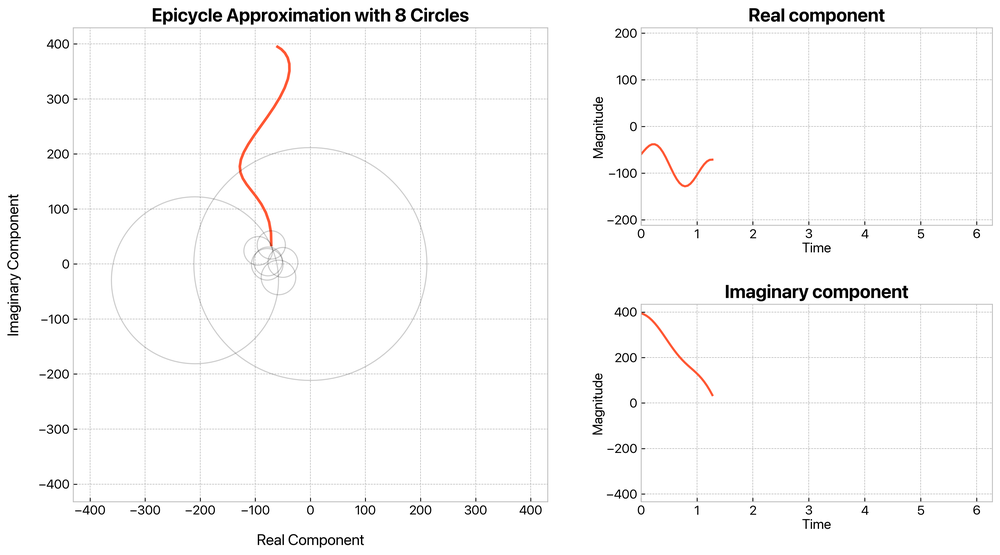 Epicycle Approximation with 8 Circles
400
300
200
100
0
−100
−200
−300
−400
−400 −300 −200 −100 0 100 200 300 400
Imaginary Component
Real Component
Real component
200
100
0
−100
−200
0 1 2 3 4 5 6
Magnitude
Time
Imaginary component
400
200
0
−200
−400
0 1 2 3 4 5 6
Magnitude
Time